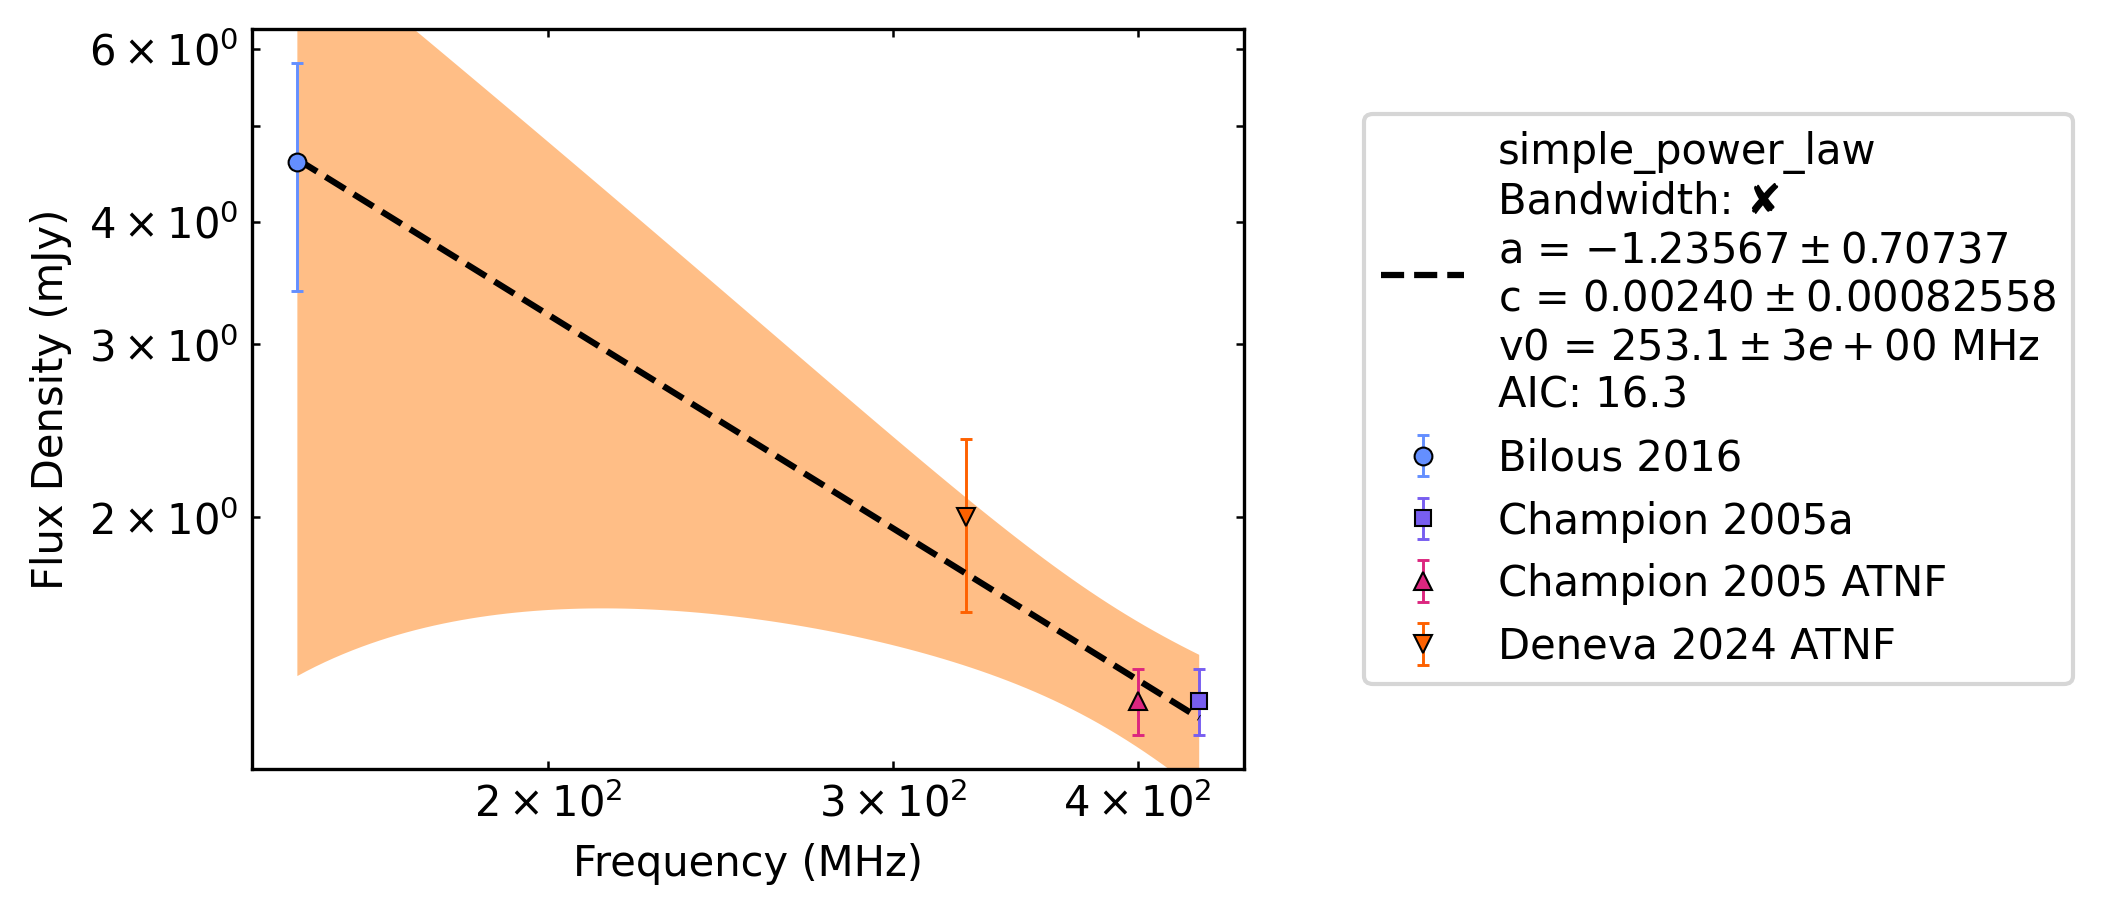 6 × 10⁰
4 × 10⁰
3 × 10⁰
2 × 10⁰
Flux Density (mJy)
2 × 10² 3 × 10² 4 × 10²
Frequency (MHz)
simple_power_law
Bandwidth: ✘
a = −1.23567 ± 0.70737
c = 0.00240 ± 0.00082558
v0 = 253.1 ± 3e + 00 MHz
AIC: 16.3
Bilous 2016
Champion 2005a
Champion 2005 ATNF
Deneva 2024 ATNF